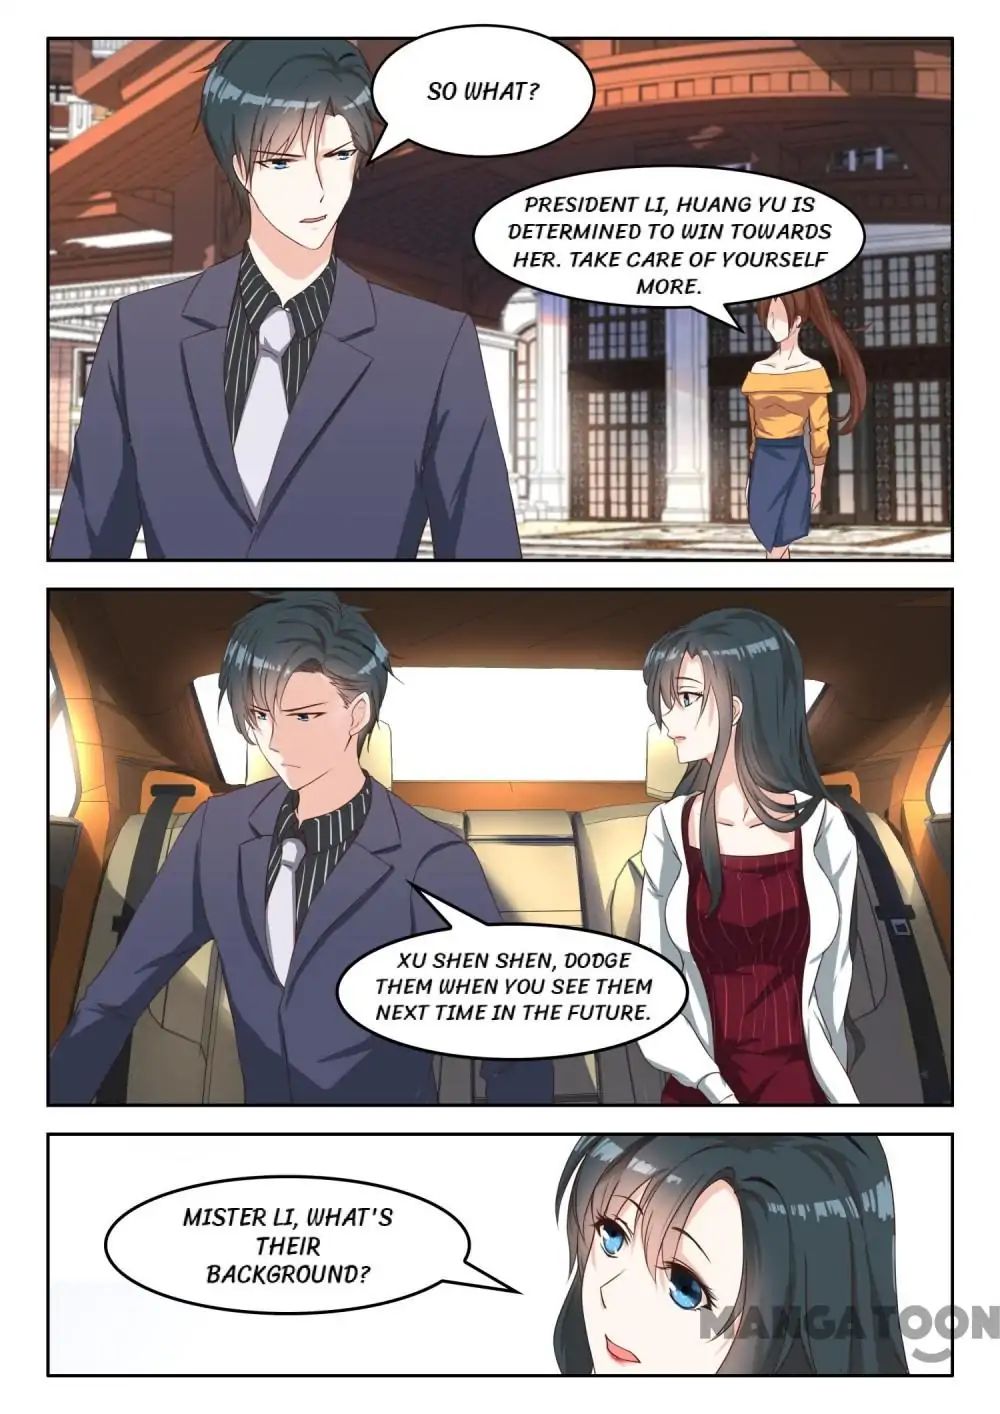 SO WHAT?
PRESIDENT LI, HUANG YU IS
DETERMINED TO WIN TOWARDS
HER. TAKE CARE OF YOURSELF
MORE.
XU SHEN SHEN, DODGE
THEM WHEN YOU SEE THEM
NEXT TIME IN THE FUTURE.
MISTER LI, WHAT'S
THEIR
BACKGROUND?
MANGATOON